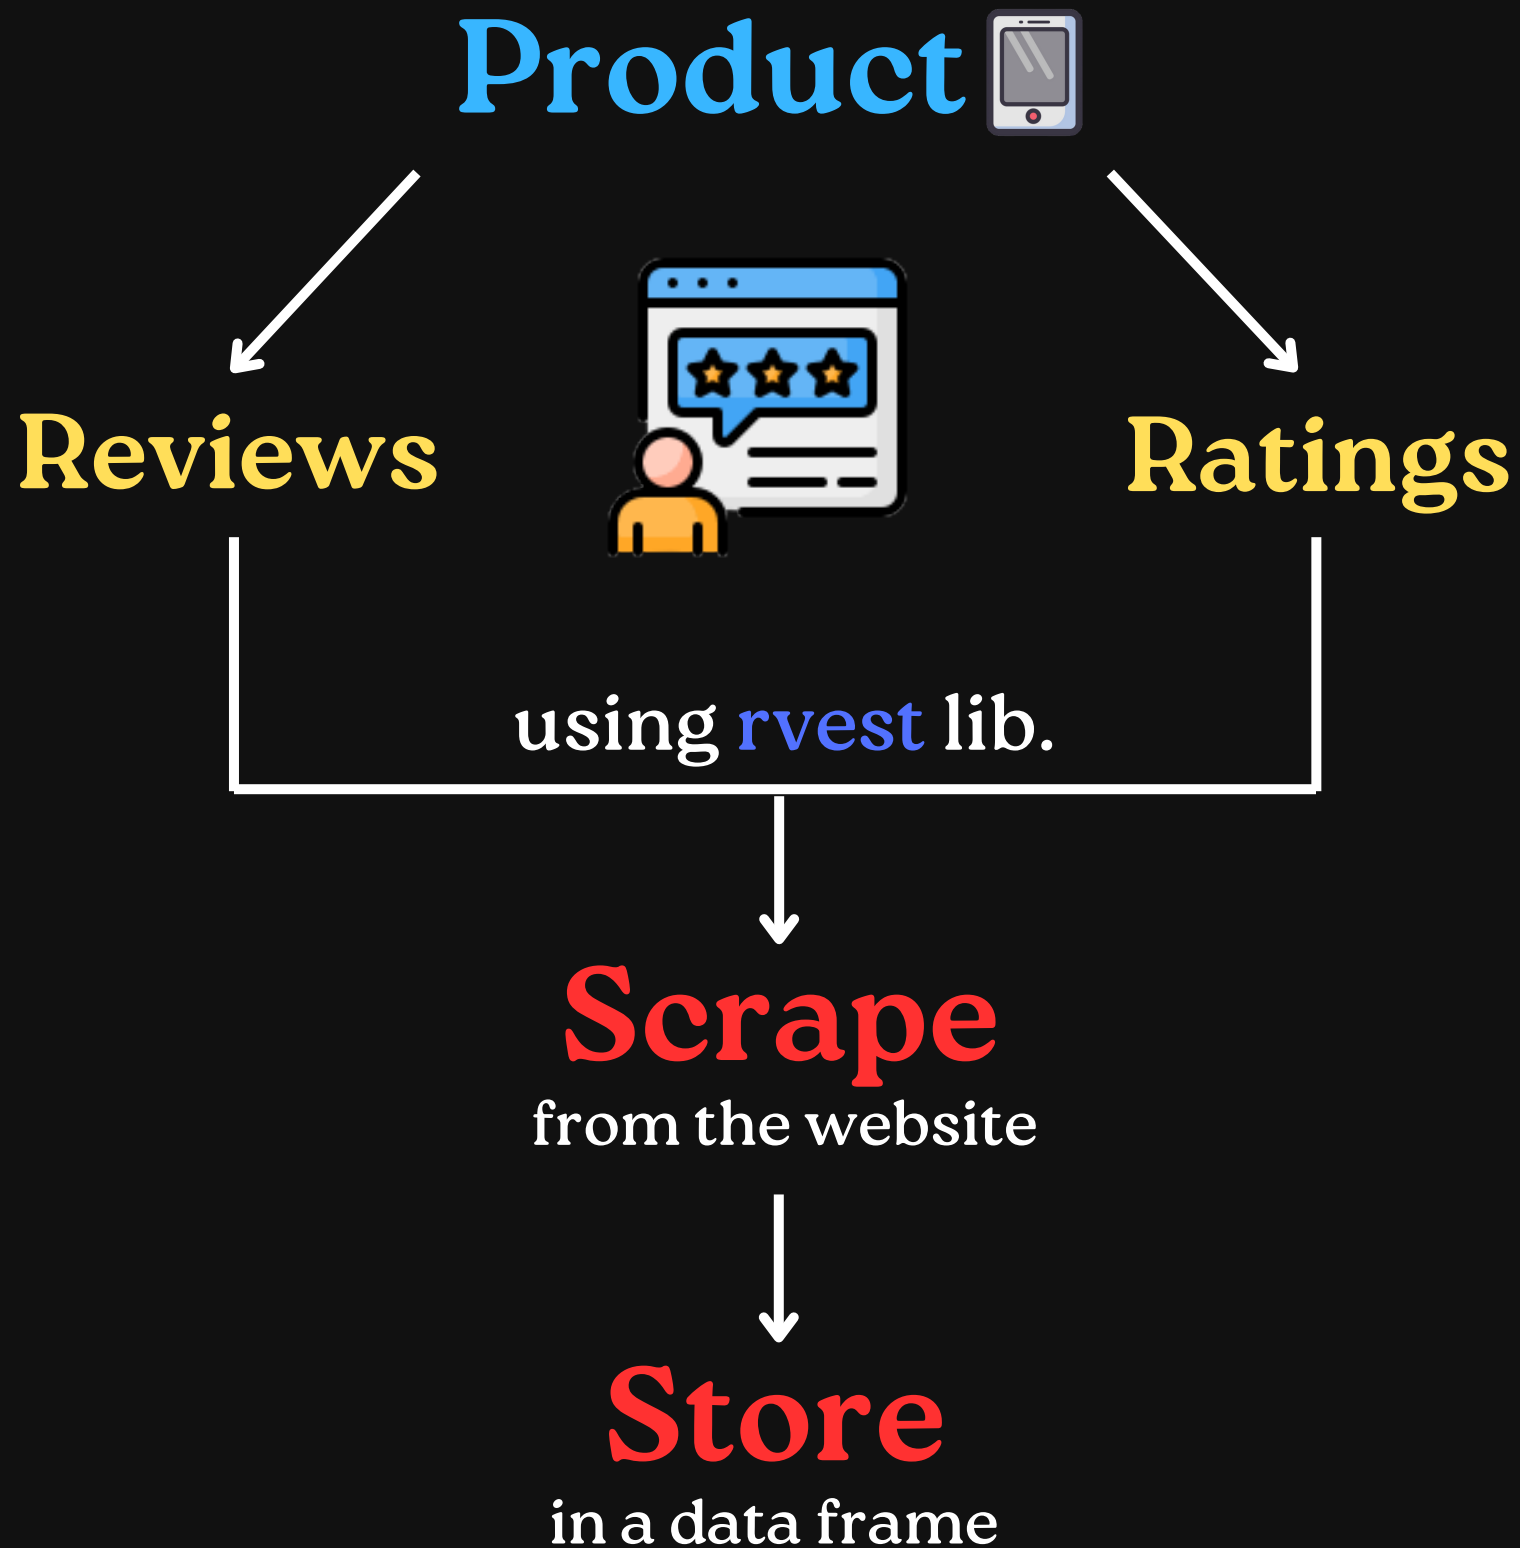 Product
Reviews
Ratings
using rvest lib.
Scrape
from the website
Store
in a data frame